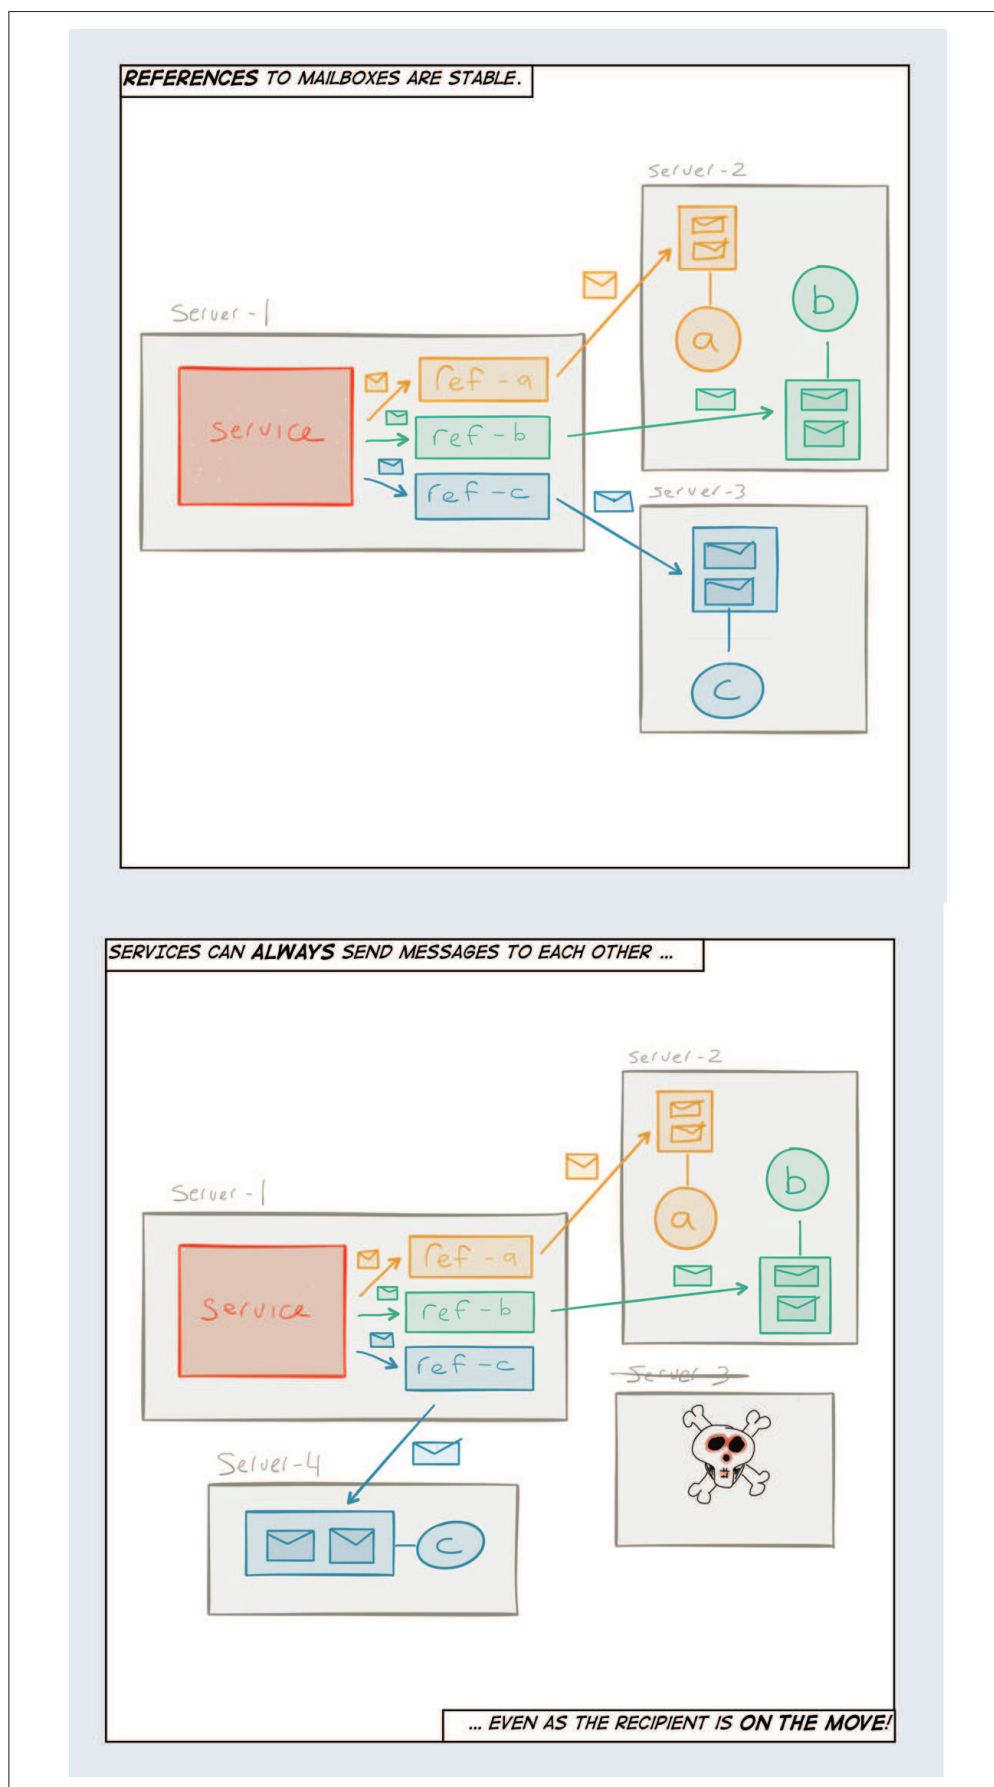 REFERENCES TO MAILBOXES ARE STABLE.
Server-2
b
a
Server-1
service
ref-a
ref-b
ref-c
server-3
c
SERVICES CAN ALWAYS SEND MESSAGES TO EACH OTHER ...
Server-2
b
a
Server-1
Service
ref-a
ref-b
ref-c
Server-3
Server-4
c
... EVEN AS THE RECIPIENT IS ON THE MOVE!